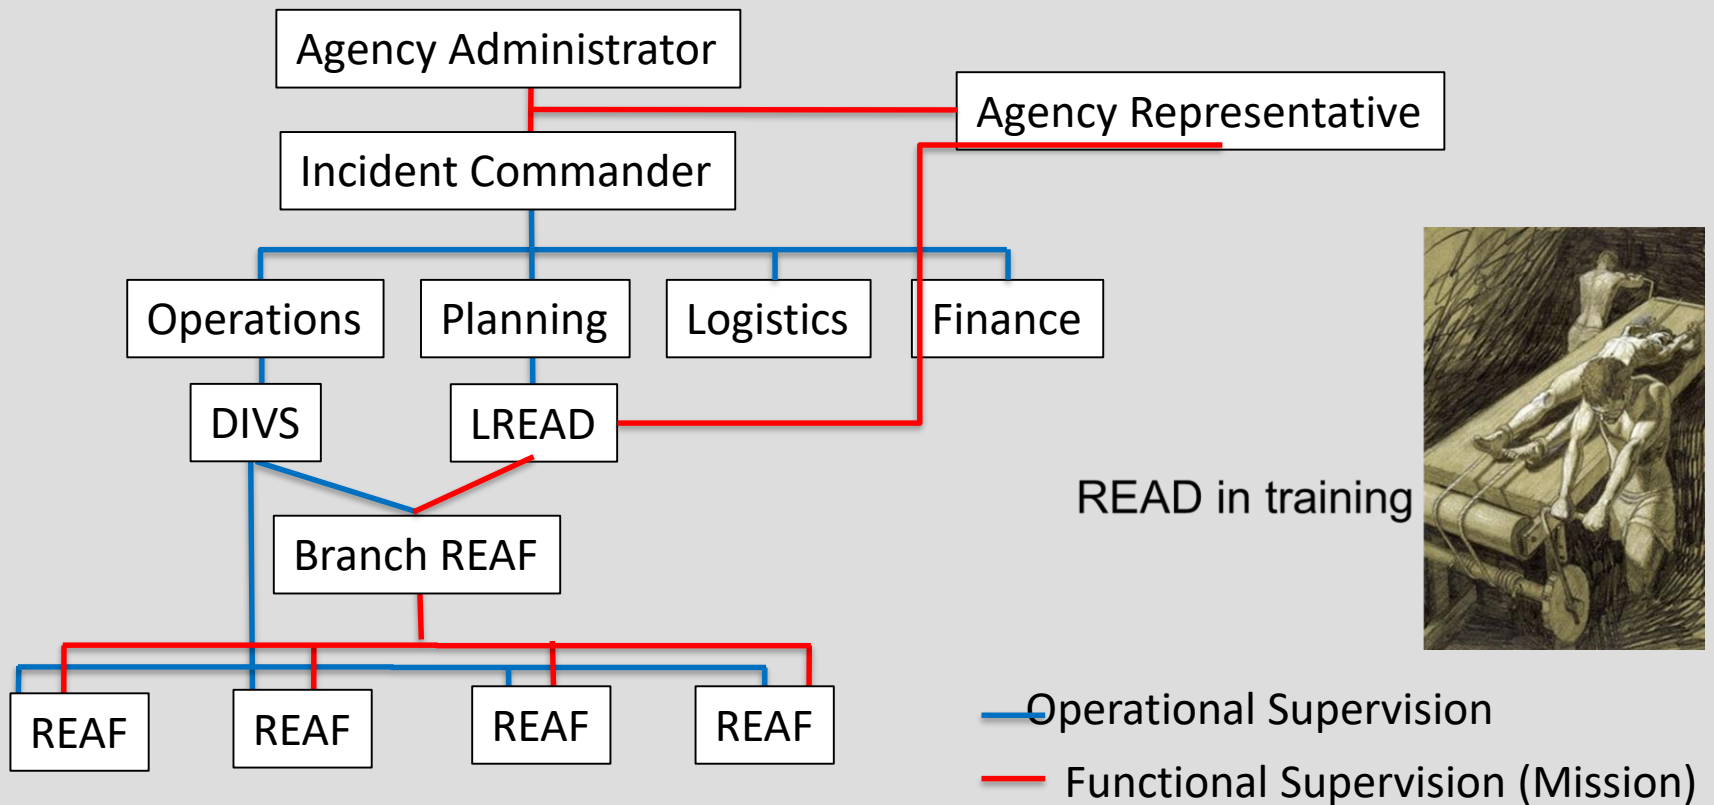 Agency Administrator
Agency Representative
Incident Commander
Operations
Planning
Logistics
Finance
DIVS
LREAD
READ in training
Branch REAF
REAF
REAF
REAF
REAF
Operational Supervision
Functional Supervision (Mission)